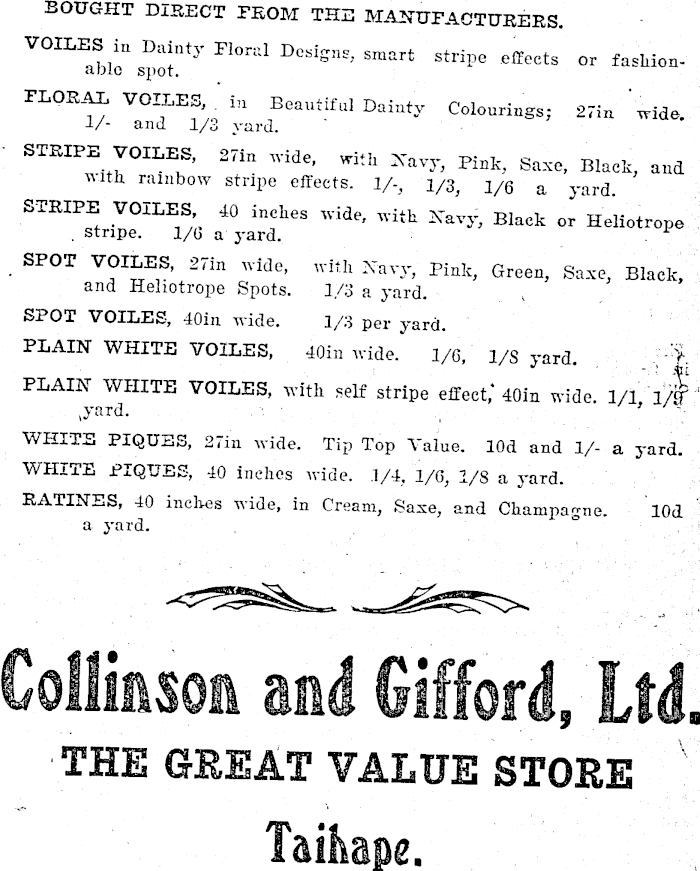 BOUGHT DIRECT FROM THE MANUFACTURERS.
VOILES in Dainty Floral Designs, smart stripe effects or fashion-
able spot.
FLORAL VOILES, in Beautiful Dainty Colourings; 27in wide.
1/- and 1/3 yard.
STRIPE VOILES, 27in wide, with Navy, Pink, Saxe, Black, and
with rainbow stripe effects. 1/-, 1/3, 1/6 a yard.
STRIPE VOILES, 40 inches wide, with Navy, Black or Heliotrope
stripe. 1/6 a yard.
SPOT VOILES, 27in wide, with Navy, Pink, Green, Saxe, Black,
and Heliotrope Spots. 1/3 a yard.
SPOT VOILES, 40in wide. 1/3 per yard.
PLAIN WHITE VOILES, 40in wide. 1/6, 1/8 yard.
PLAIN WHITE VOILES, with self stripe effect, 40in wide. 1/1, 1/9
yard.
WHITE PIQUES, 27in wide. Tip Top Value. 10d and 1/- a yard.
WHITE PIQUES, 40 inches wide. 1/4, 1/6, 1/8 a yard.
RATINES, 40 inches wide, in Cream, Saxe, and Champagne. 10d
a yard.
Collinson and Gifford, Ltd.
THE GREAT VALUE STORE
Taihape.